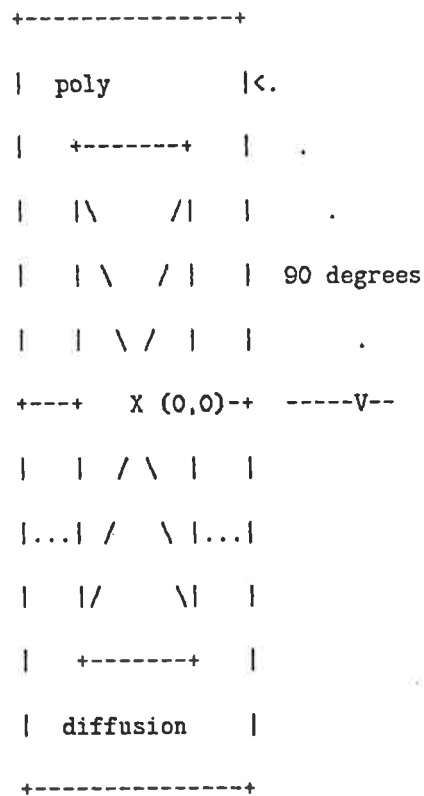 +---------------+
|  poly         |<.
|   +-------+   |   .
|   |\     /|   |     .
|   | \   / |   |  90 degrees
|   |  \ /  |   |       .
+---+   X (0,0)-+  -----V--
|   |  / \  |   |
|...| /   \ |...|
|   |/     \|   |
|   +-------+   |
|  diffusion    |
+---------------+